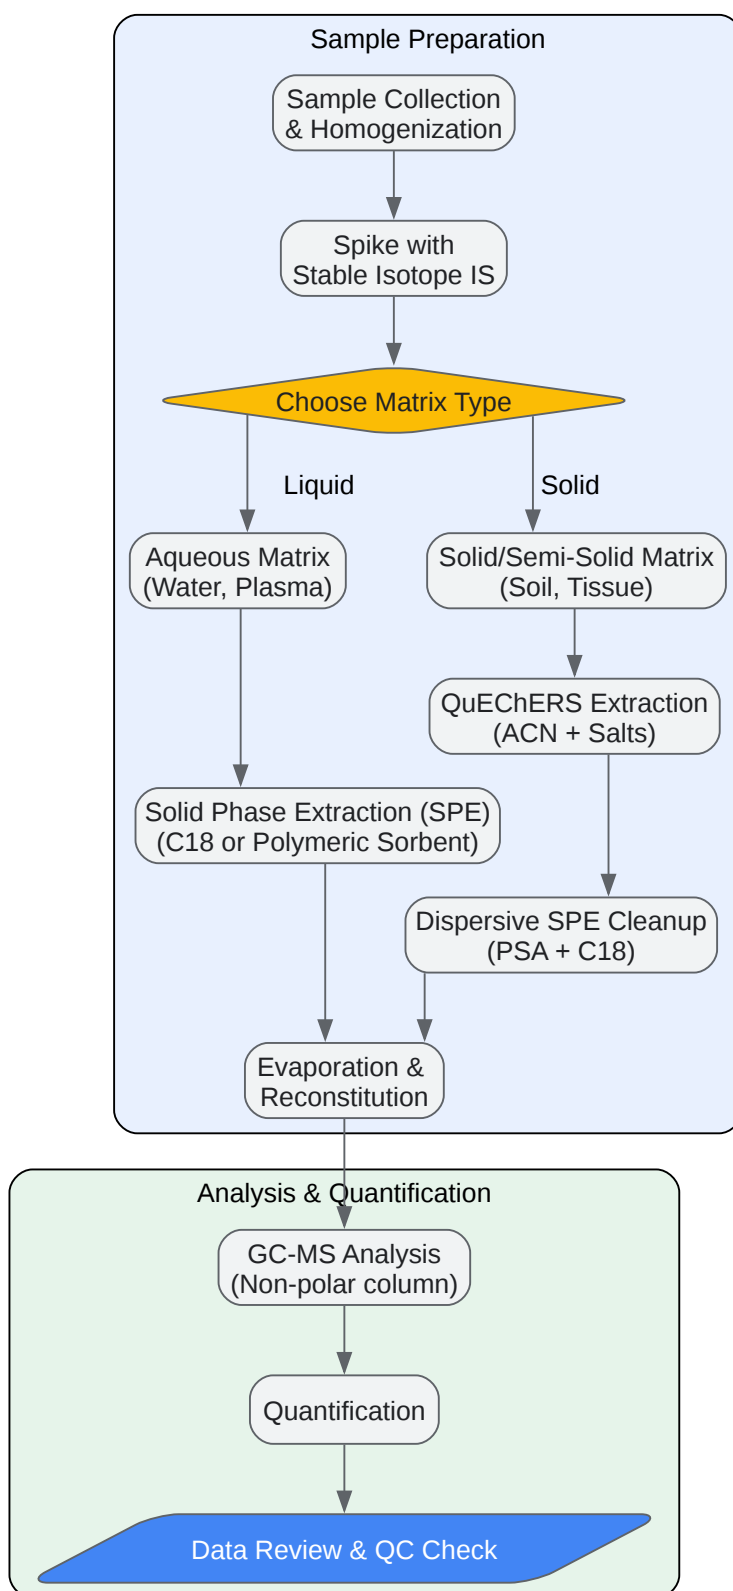 Sample Preparation
Sample Collection
& Homogenization
Spike with
Stable Isotope IS
Choose Matrix Type
Liquid
Solid
Aqueous Matrix
(Water, Plasma)
Solid/Semi-Solid Matrix
(Soil, Tissue)
QuEChERS Extraction
(ACN + Salts)
Solid Phase Extraction (SPE)
(C18 or Polymeric Sorbent)
Dispersive SPE Cleanup
(PSA + C18)
Evaporation &
Reconstitution
Analysis & Quantification
GC-MS Analysis
(Non-polar column)
Quantification
Data Review & QC Check